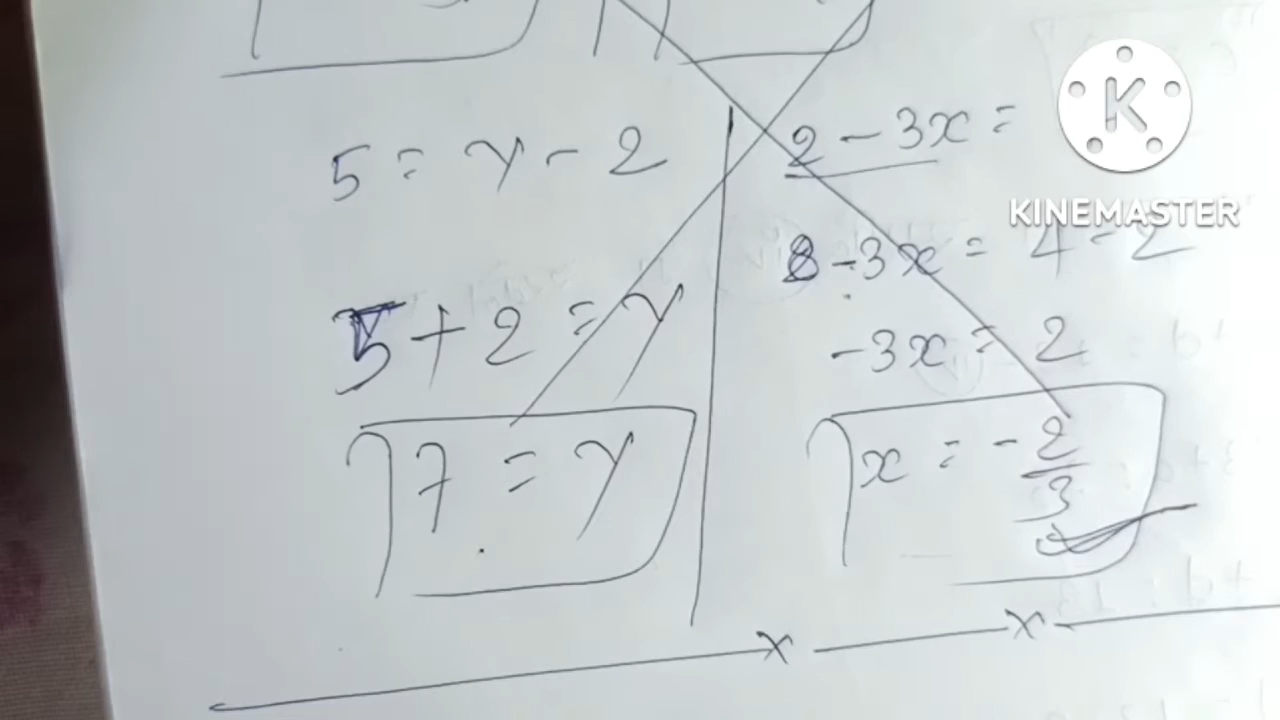 5 = y - 2
5 + 2 = y
7 = y
2 - 3x =
8 - 3x = 4 - 2
-3x = 2
x = -2/3
x x
K
KINEMASTER